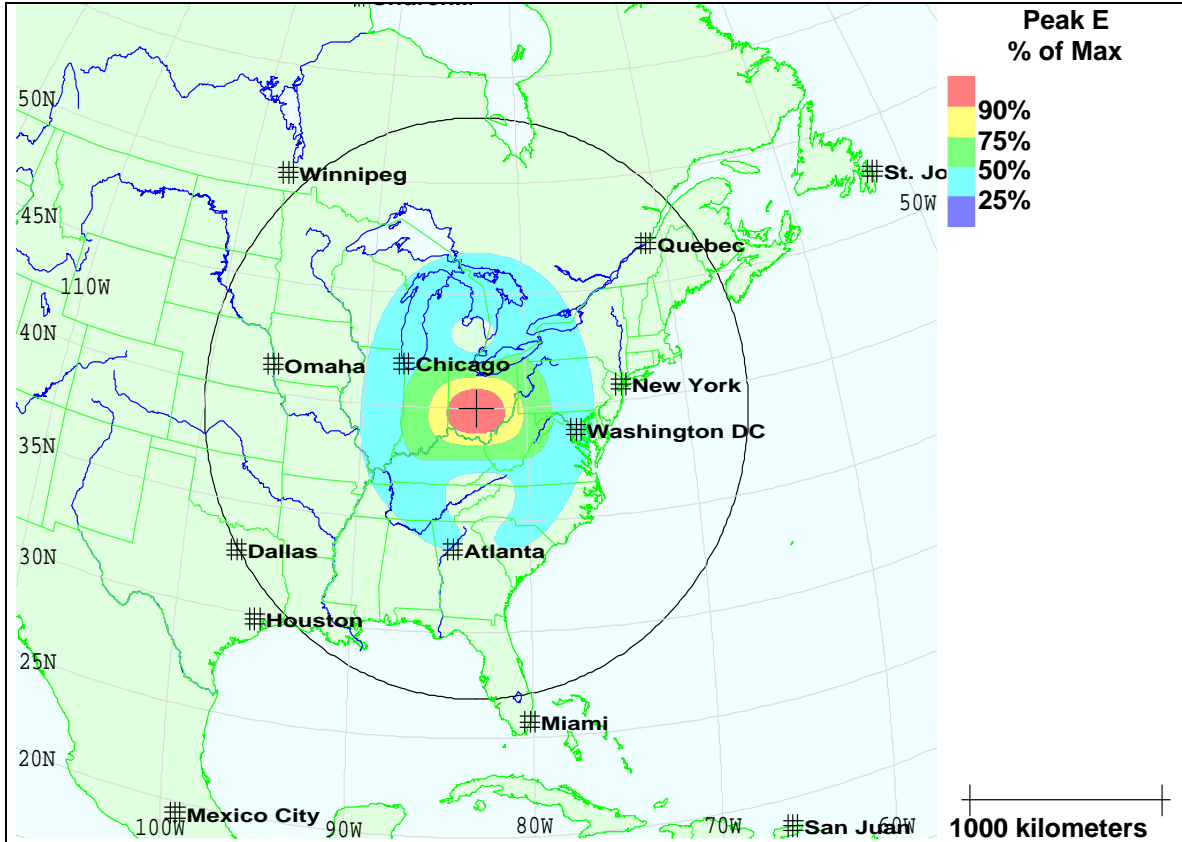 Peak E
% of Max
90%
75%
50%
25%
50N
Winnipeg
St. Jo
50W
45N
Quebec
110W
40N
Omaha
Chicago
New York
35N
Washington DC
30N
Dallas
Atlanta
Houston
25N
Miami
20N
Mexico City
100W
90W
80W
70W
60W
San Juan
1000 kilometers